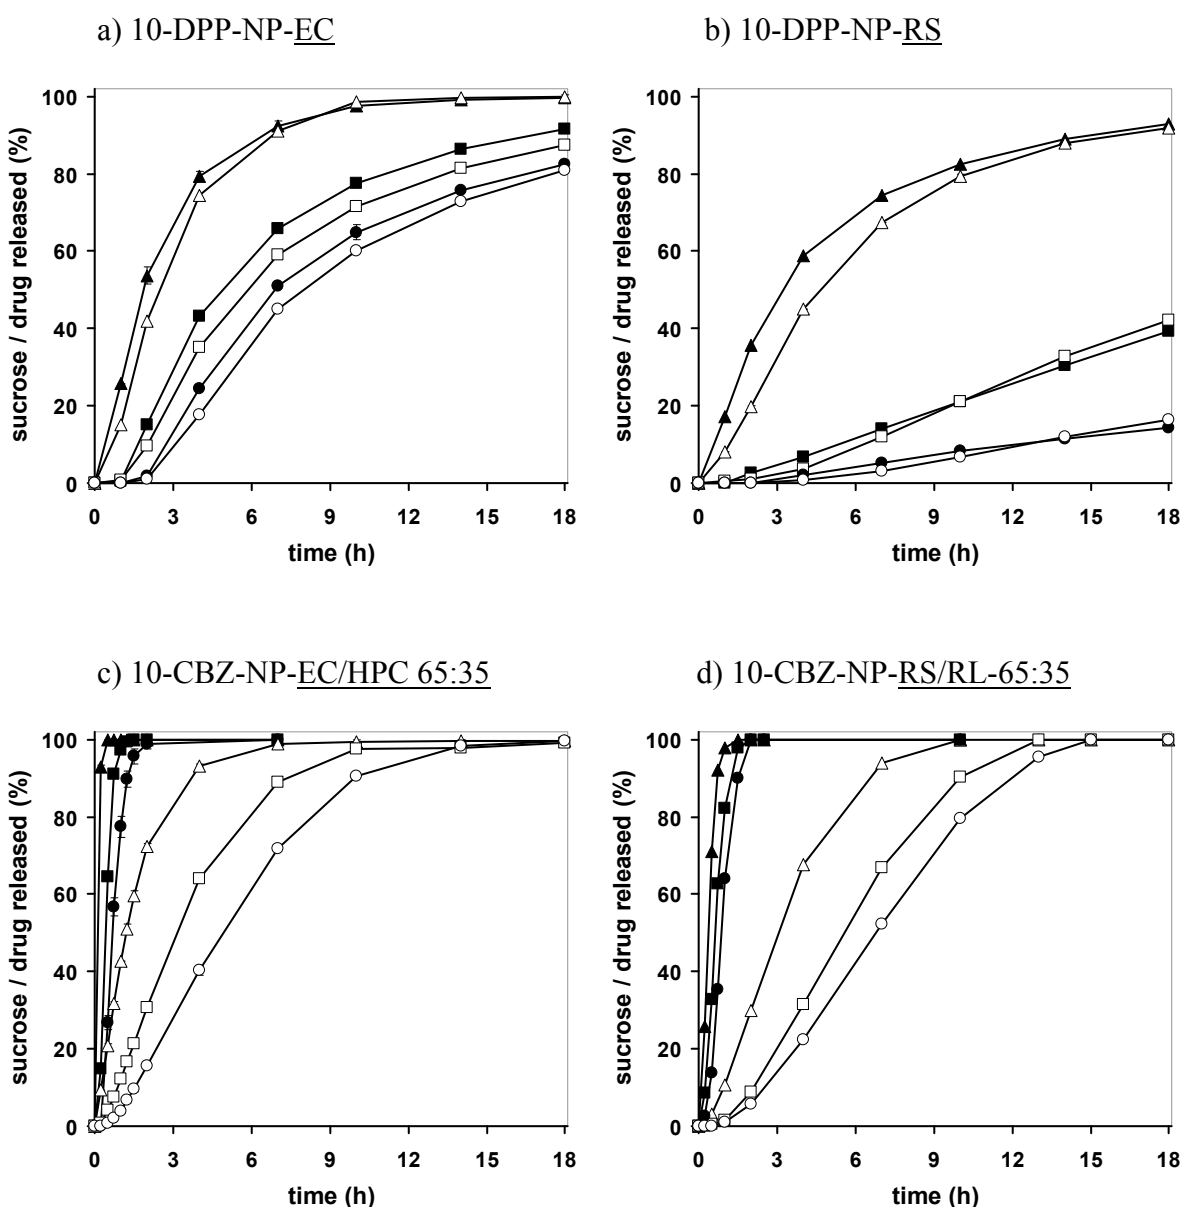 a) 10-DPP-NP-EC
100
80
60
40
20
0
sucrose / drug released (%)
0 3 6 9 12 15 18
time (h)
b) 10-DPP-NP-RS
100
80
60
40
20
0
sucrose / drug released (%)
0 3 6 9 12 15 18
time (h)
c) 10-CBZ-NP-EC/HPC 65:35
100
80
60
40
20
0
sucrose / drug released (%)
0 3 6 9 12 15 18
time (h)
d) 10-CBZ-NP-RS/RL-65:35
100
80
60
40
20
0
sucrose / drug released (%)
0 3 6 9 12 15 18
time (h)